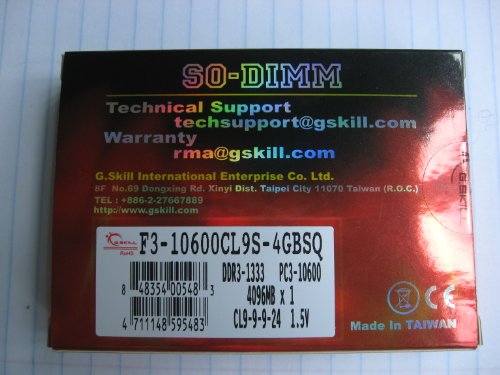 SO-DIMM
Technical Support
techsupport@gskill.com
Warranty
rma@gskill.com
G.Skill International Enterprise Co. Ltd.
8F No.69 Dongxing Rd. Xinyi Dist. Taipei City 11070 Taiwan (R.O.C.)
TEL : +886-2-27667889
http://www.gskill.com
G.SKILL
G.SKILL
RoHS
F3-10600CL9S-4GBSQ
DDR3-1333 PC3-10600
4096MB x 1
CL9-9-9-24 1.5V
8 48354 00548 3
4 711148 595483
Made In TAIWAN